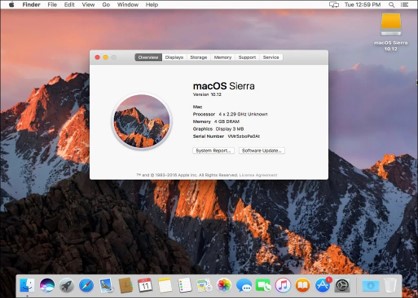 Finder File Edit View Go Window Help
Tue 12:59 PM
macOS Sierra
10.12
Overview Displays Storage Memory Support Service
macOS Sierra
Version 10.12
Mac
Processor 4 x 2.29 GHz Unknown
Memory 4 GB DRAM
Graphics Display 3 MB
Serial Number
System Report...
Software Update...
™ and © 1983-2016 Apple Inc. All Rights Reserved. License Agreement
11